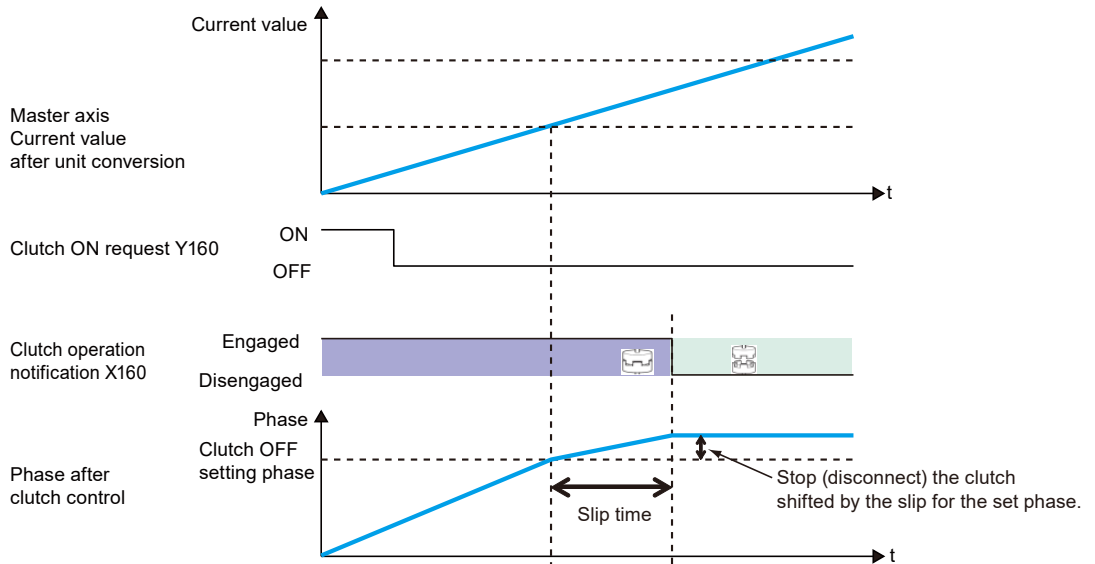 Current value
Master axis
Current value
after unit conversion
t
Clutch ON request Y160
ON
OFF
Clutch operation
notification X160
Engaged
Disengaged
Phase
Clutch OFF
setting phase
Phase after
clutch control
Slip time
Stop (disconnect) the clutch
shifted by the slip for the set phase.
t